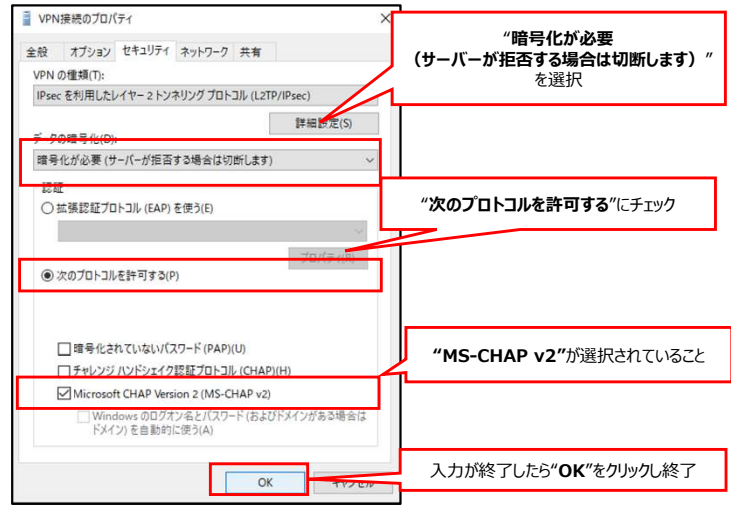 VPN接続のプロパティ
全般 オプション セキュリティ ネットワーク 共有
VPN の種類(T):
IPsec を利用したレイヤー 2 トンネリング プロトコル (L2TP/IPsec)
詳細設定(S)
データの暗号化(D):
暗号化が必要 (サーバーが拒否する場合は切断します)
認証
拡張認証プロトコル (EAP) を使う(E)
プロパティ(R)
次のプロトコルを許可する(P)
暗号化されていないパスワード (PAP)(U)
チャレンジ ハンドシェイク認証プロトコル (CHAP)(H)
Microsoft CHAP Version 2 (MS-CHAP v2)
Windows のログオン名とパスワード (およびドメインがある場合は
ドメイン) を自動的に使う(A)
OK
キャンセル
“暗号化が必要
(サーバーが拒否する場合は切断します) ”
を選択
“次のプロトコルを許可する”にチェック
“MS-CHAP v2”が選択されていること
入力が終了したら“OK”をクリックし終了